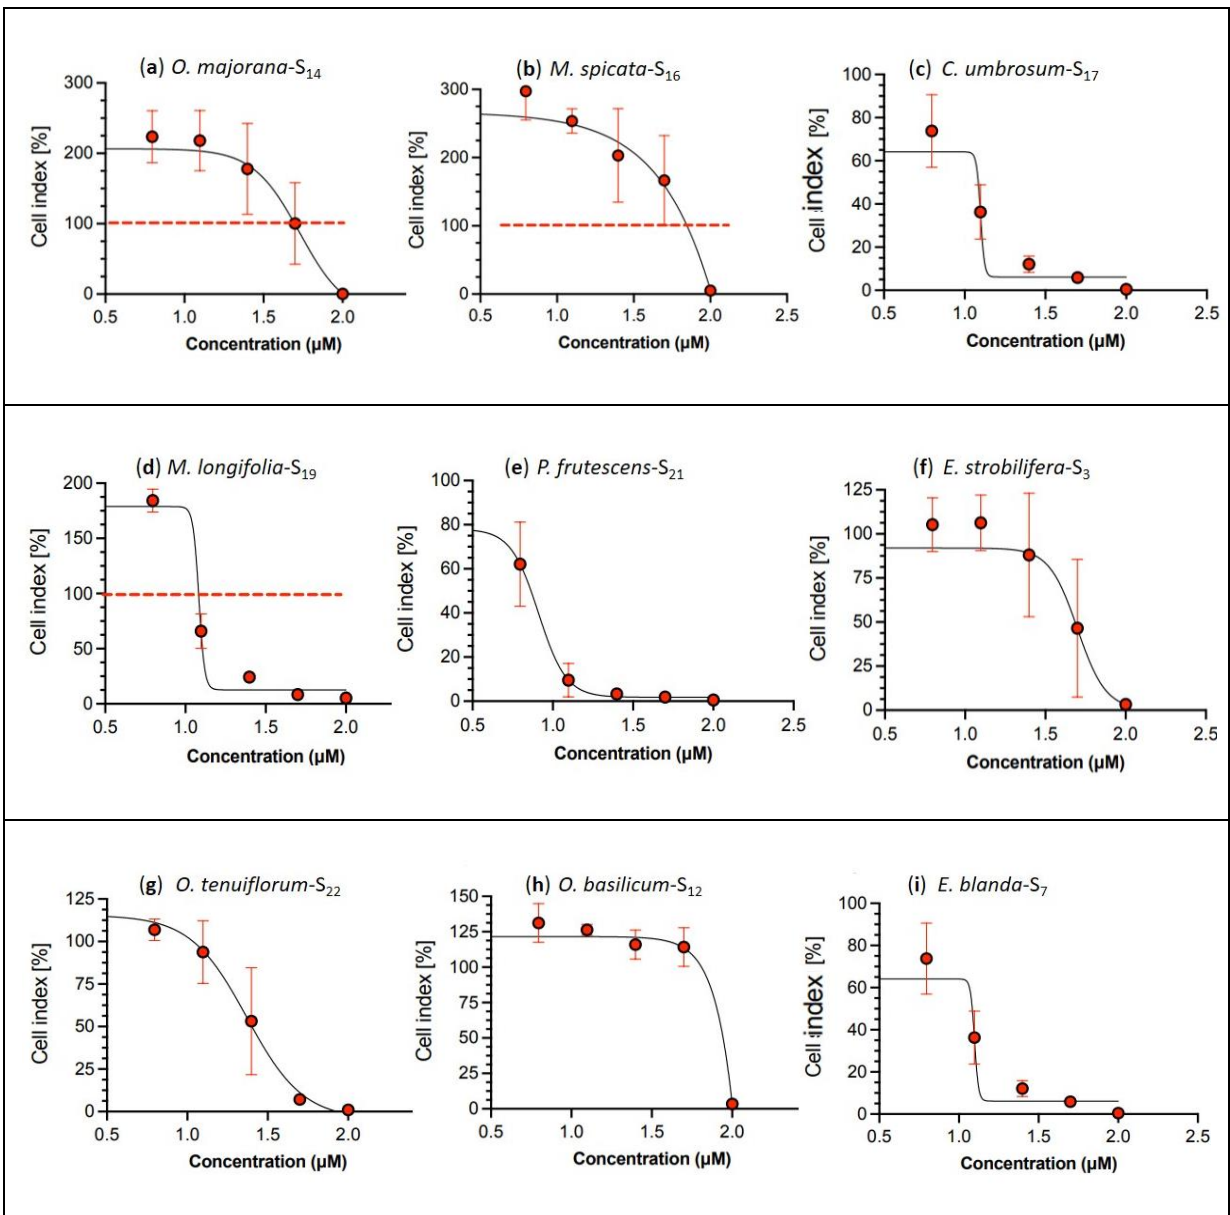 (a) O. majorana-S14
Cell index [%]
300
200
100
0
0.5 1.0 1.5 2.0
Concentration (µM)
(b) M. spicata-S16
Cell index [%]
300
200
100
0
0.5 1.0 1.5 2.0 2.5
Concentration (µM)
(c) C. umbrosum-S17
Cell index [%]
100
80
60
40
20
0
0.5 1.0 1.5 2.0 2.5
Concentration (µM)
(d) M. longifolia-S19
Cell index [%]
200
150
100
50
0
0.5 1.0 1.5 2.0
Concentration (µM)
(e) P. frutescens-S21
Cell index [%]
100
80
60
40
20
0
0.5 1.0 1.5 2.0 2.5
Concentration (µM)
(f) E. strobilifera-S3
Cell index [%]
125
100
75
50
25
0
0.5 1.0 1.5 2.0 2.5
Concentration (µM)
(g) O. tenuiflorum-S22
Cell index [%]
125
100
75
50
25
0
0.5 1.0 1.5 2.0
Concentration (µM)
(h) O. basilicum-S12
Cell index [%]
150
125
100
75
50
25
0
0.5 1.0 1.5 2.0
Concentration (µM)
(i) E. blanda-S7
Cell index [%]
100
80
60
40
20
0
0.5 1.0 1.5 2.0 2.5
Concentration (µM)